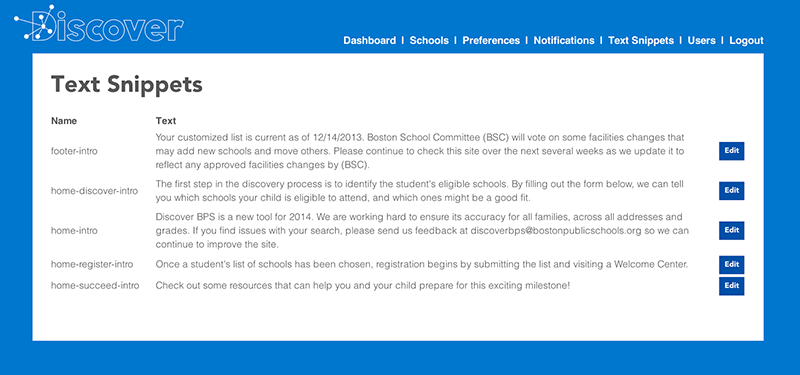 Discover
Dashboard | Schools | Preferences | Notifications | Text Snippets | Users | Logout
Text Snippets
Name Text
Your customized list is current as of 12/14/2013. Boston School Committee (BSC) will vote on some facilities changes that
footer-intro may add new schools and move others. Please continue to check this site over the next several weeks as we update it to Edit
reflect any approved facilities changes by (BSC).
The first step in the discovery process is to identify the student's eligible schools. By filling out the form below, we can tell
home-discover-intro you which schools your child is eligible to attend, and which ones might be a good fit. Edit
Discover BPS is a new tool for 2014. We are working hard to ensure its accuracy for all families, across all addresses and
home-intro grades. If you find issues with your search, please send us feedback at discoverbps@bostonpublicschools.org so we can Edit
continue to improve the site.
home-register-intro Once a student's list of schools has been chosen, registration begins by submitting the list and visiting a Welcome Center. Edit
home-succeed-intro Check out some resources that can help you and your child prepare for this exciting milestone! Edit